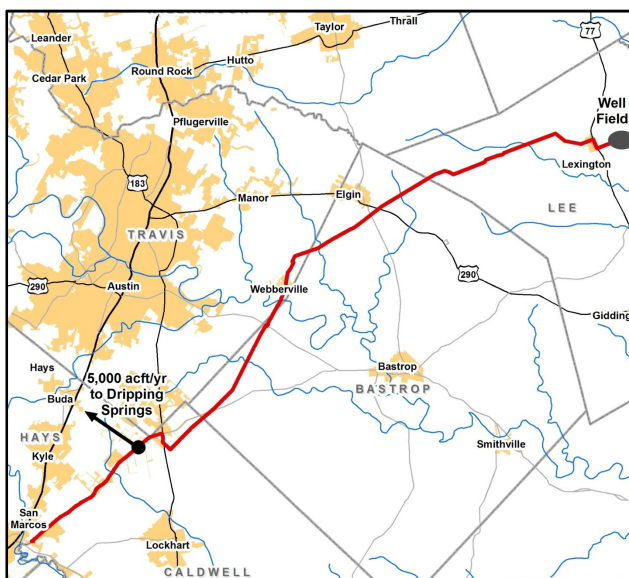 Leander
Cedar Park
Round Rock
Hutto
Taylor
Thrall
77
Pflugerville
Well
Field
Lexington
183
Manor
Elgin
LEE
TRAVIS
290
Austin
Webberville
290
Hays
5,000 acft/yr
to Dripping
Springs
Buda
Bastrop
BASTROP
HAYS
Kyle
Smithville
San
Marcos
Lockhart
CALDWELL